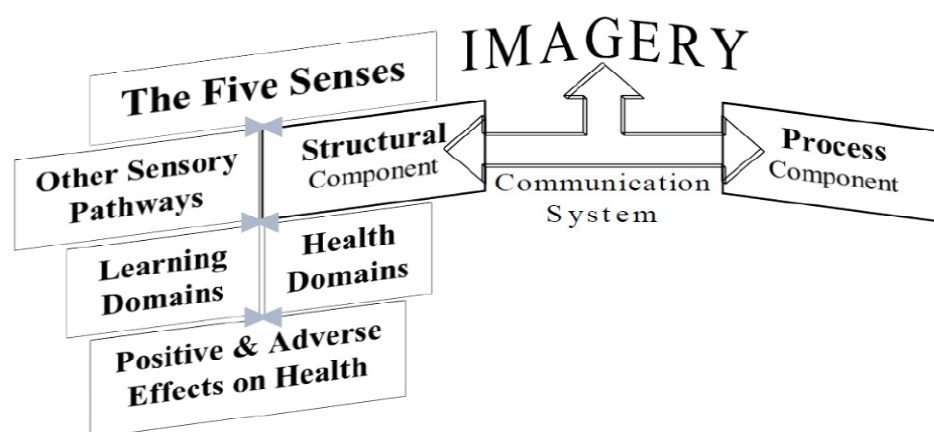 IMAGERY
The Five Senses
Structural
Component
Process
Component
Other Sensory
Pathways
Communication
System
Learning
Domains
Health
Domains
Positive & Adverse
Effects on Health